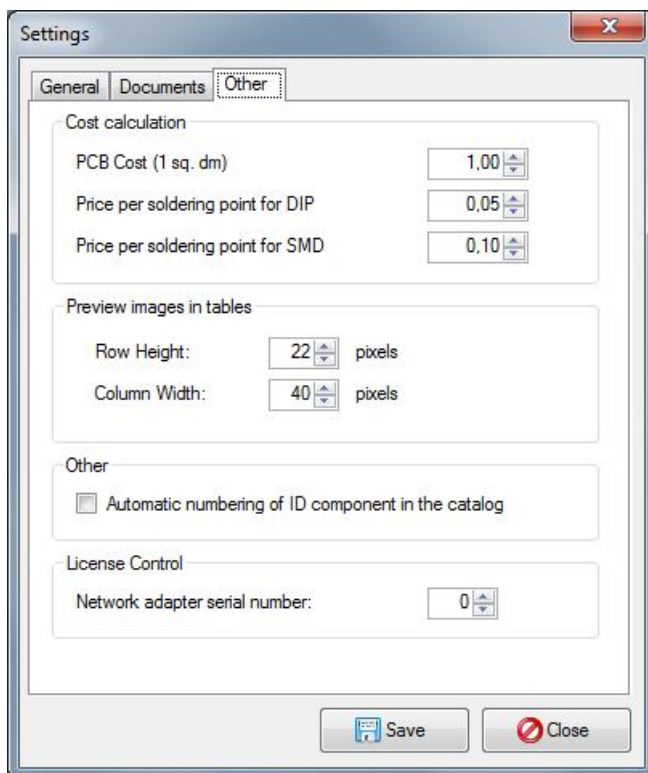 Settings
General Documents Other
Cost calculation
PCB Cost (1 sq. dm) 1,00
Price per soldering point for DIP 0,05
Price per soldering point for SMD 0,10
Preview images in tables
Row Height: 22 pixels
Column Width: 40 pixels
Other
Automatic numbering of ID component in the catalog
License Control
Network adapter serial number: 0
Save Close